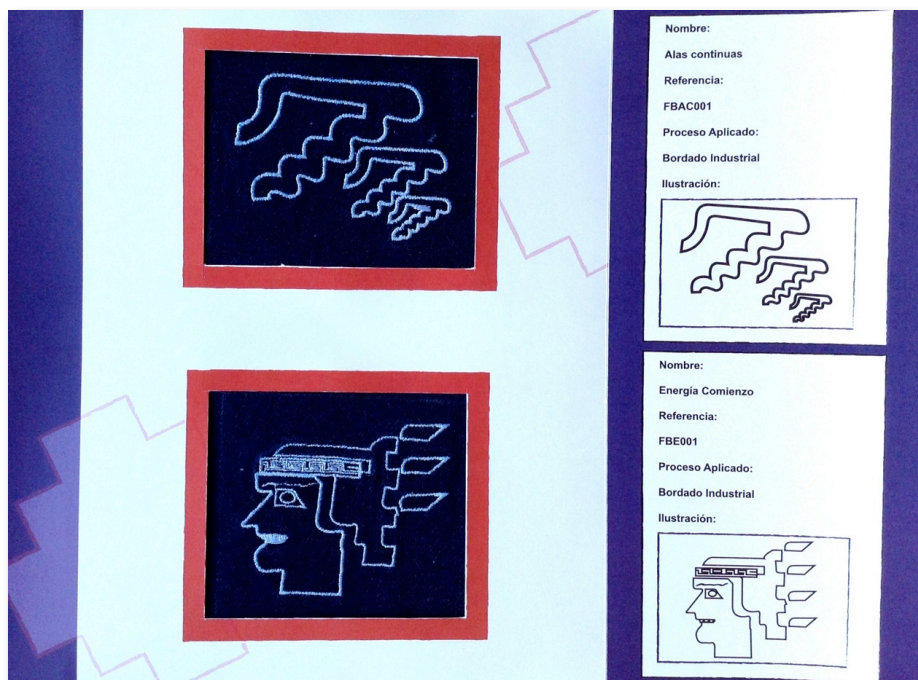 Nombre:
Alas continuas
Referencia:
FBAC001
Proceso Aplicado:
Bordado Industrial
Ilustración:
Nombre:
Energía Comienzo
Referencia:
FBE001
Proceso Aplicado:
Bordado Industrial
Ilustración: